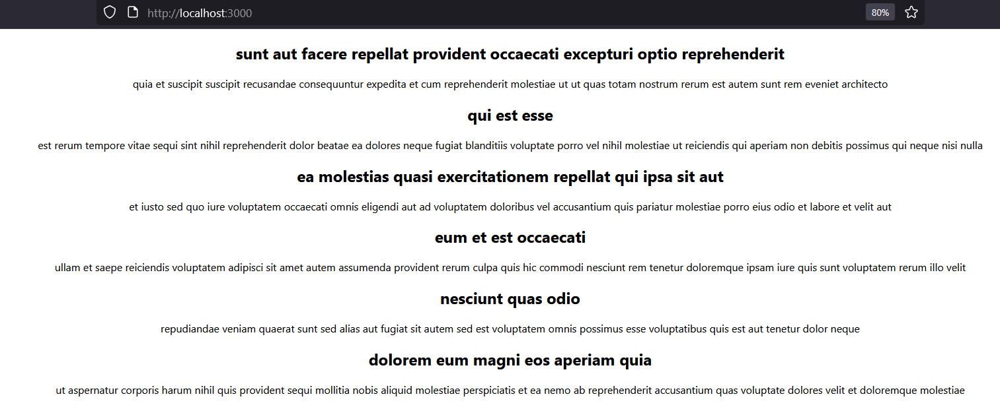 http://localhost:3000 80%
sunt aut facere repellat provident occaecati excepturi optio reprehenderit
quia et suscipit suscipit recusandae consequuntur expedita et cum reprehenderit molestiae ut ut quas totam nostrum rerum est autem sunt rem eveniet architecto
qui est esse
est rerum tempore vitae sequi sint nihil reprehenderit dolor beatae ea dolores neque fugiat blanditiis voluptate porro vel nihil molestiae ut reiciendis qui aperiam non debitis possimus qui neque nisi nulla
ea molestias quasi exercitationem repellat qui ipsa sit aut
et iusto sed quo iure voluptatem occaecati omnis eligendi aut ad voluptatem doloribus vel accusantium quis pariatur molestiae porro eius odio et labore et velit aut
eum et est occaecati
ullam et saepe reiciendis voluptatem adipisci sit amet autem assumenda provident rerum culpa quis hic commodi nesciunt rem tenetur doloremque ipsam iure quis sunt voluptatem rerum illo velit
nesciunt quas odio
repudiandae veniam quaerat sunt sed alias aut fugiat sit autem sed est voluptatem omnis possimus esse voluptatibus quis est aut tenetur dolor neque
dolorem eum magni eos aperiam quia
ut aspernatur corporis harum nihil quis provident sequi mollitia nobis aliquid molestiae perspiciatis et ea nemo ab reprehenderit accusantium quas voluptate dolores velit et doloremque molestiae